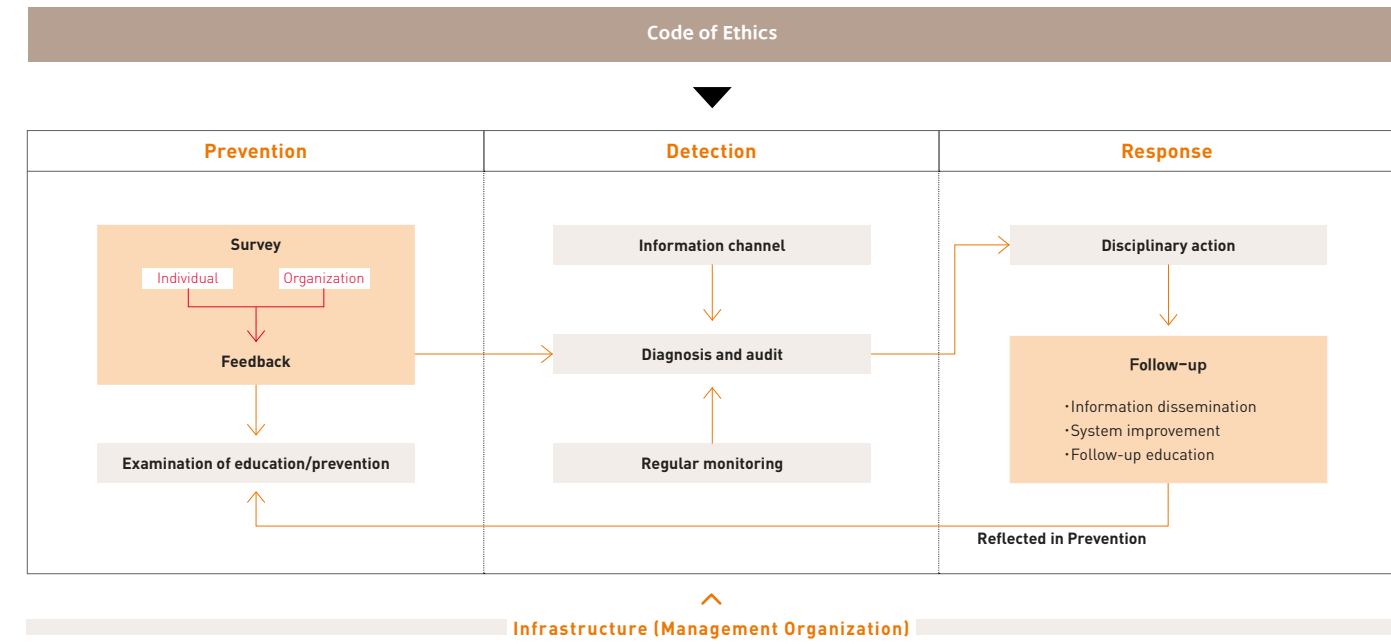 Code of Ethics
Prevention
Detection
Response
Survey
Individual
Organization
Feedback
Examination of education/prevention
Information channel
Diagnosis and audit
Regular monitoring
Disciplinary action
Follow-up
·Information dissemination
·System improvement
·Follow-up education
Reflected in Prevention
Infrastructure (Management Organization)